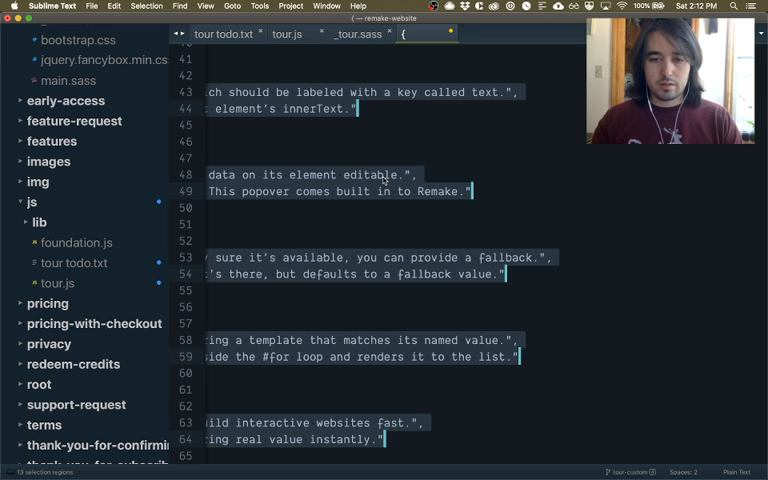 Sublime Text File Edit Selection Find View Goto Tools Project Window Help 100% Sat 2:12 PM
{ — remake-website
tour todo.txt × tour.js × _tour.sass × {
bootstrap.css
jquery.fancybox.min.css
main.sass
early-access
feature-request
features
images
img
js
lib
foundation.js
tour todo.txt
tour.js
pricing
pricing-with-checkout
privacy
redeem-credits
root
support-request
terms
thank-you-for-confirmi
41
42
43 ich should be labeled with a key called text.",
44 t element's innerText."
45
46
47
48 data on its element editable.",
49 This popover comes built in to Remake."
50
51
52
53 y sure it's available, you can provide a fallback.",
54 t's there, but defaults to a fallback value."
55
56
57
58 ring a template that matches its named value.",
59 side the #for loop and renders it to the list."
60
61
62
63 uild interactive websites fast.",
64 ring real value instantly."
65
13 selection regions tour-custom 4 Spaces: 2 Plain Text